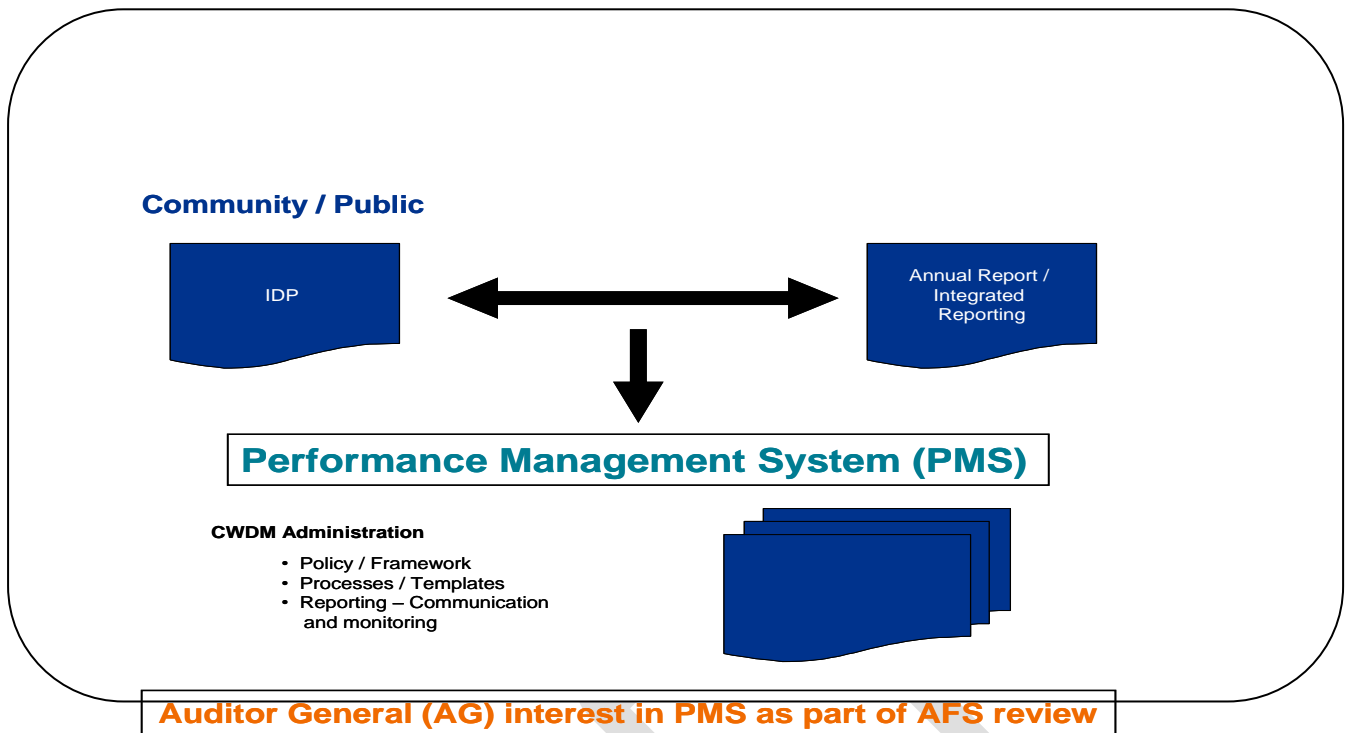 Community / Public
IDP
Annual Report /
Integrated
Reporting
Performance Management System (PMS)
CWDM Administration
• Policy / Framework
• Processes / Templates
• Reporting – Communication
and monitoring
Auditor General (AG) interest in PMS as part of AFS review